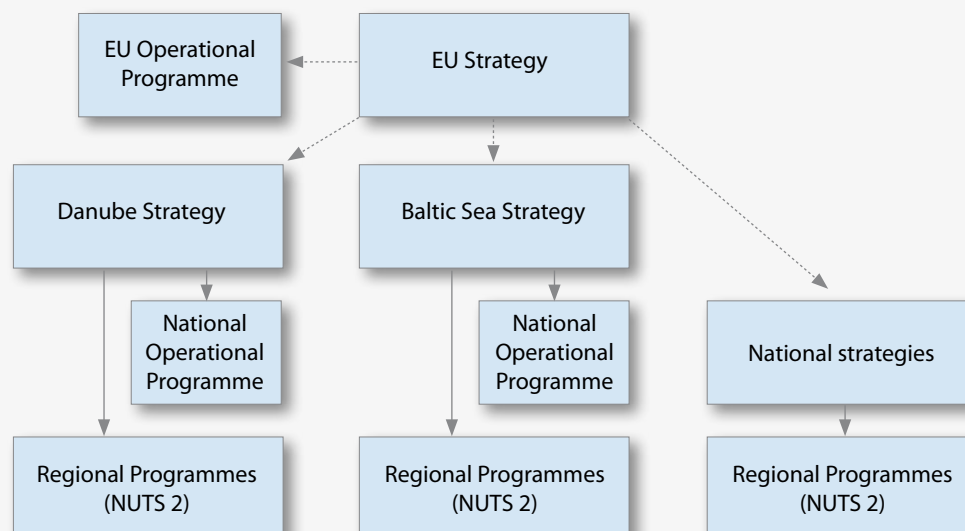 EU Operational
Programme
EU Strategy
Danube Strategy
Baltic Sea Strategy
National
Operational
Programme
National
Operational
Programme
National strategies
Regional Programmes
(NUTS 2)
Regional Programmes
(NUTS 2)
Regional Programmes
(NUTS 2)